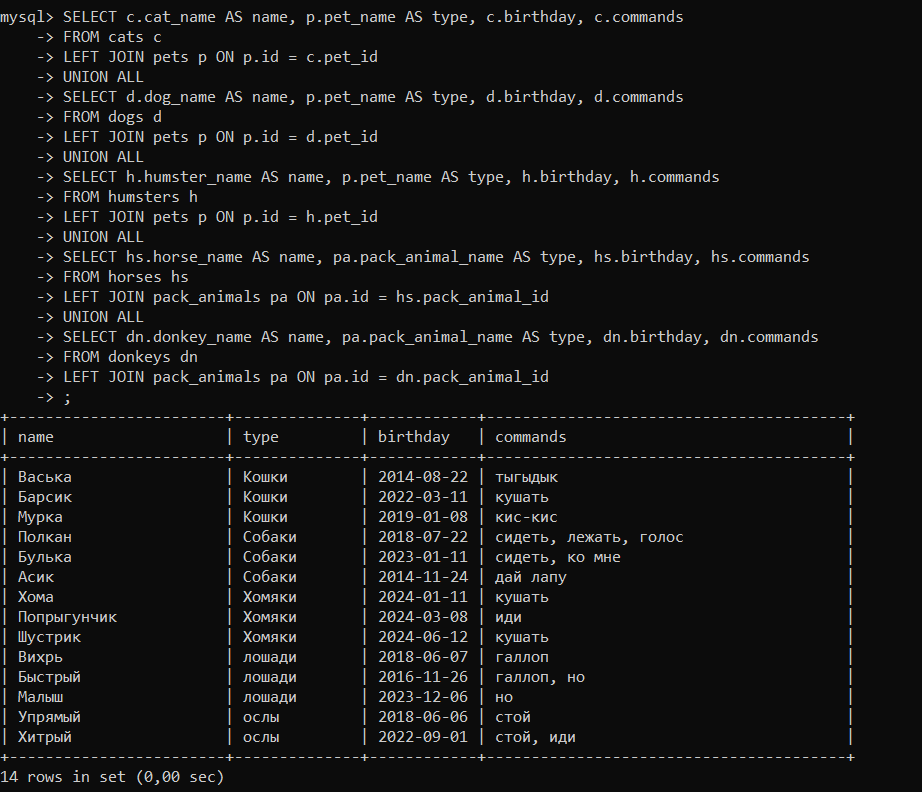 mysql> SELECT c.cat_name AS name, p.pet_name AS type, c.birthday, c.commands
    -> FROM cats c
    -> LEFT JOIN pets p ON p.id = c.pet_id
    -> UNION ALL
    -> SELECT d.dog_name AS name, p.pet_name AS type, d.birthday, d.commands
    -> FROM dogs d
    -> LEFT JOIN pets p ON p.id = d.pet_id
    -> UNION ALL
    -> SELECT h.humster_name AS name, p.pet_name AS type, h.birthday, h.commands
    -> FROM humsters h
    -> LEFT JOIN pets p ON p.id = h.pet_id
    -> UNION ALL
    -> SELECT hs.horse_name AS name, pa.pack_animal_name AS type, hs.birthday, hs.commands
    -> FROM horses hs
    -> LEFT JOIN pack_animals pa ON pa.id = hs.pack_animal_id
    -> UNION ALL
    -> SELECT dn.donkey_name AS name, pa.pack_animal_name AS type, dn.birthday, dn.commands
    -> FROM donkeys dn
    -> LEFT JOIN pack_animals pa ON pa.id = dn.pack_animal_id
    -> ;
+------------------------+--------------+------------+----------------------------------------+
| name                   | type         | birthday   | commands                               |
+------------------------+--------------+------------+----------------------------------------+
| Васька                 | Кошки        | 2014-08-22 | тыгыдык                                |
| Барсик                 | Кошки        | 2022-03-11 | кушать                                 |
| Мурка                  | Кошки        | 2019-01-08 | кис-кис                                |
| Полкан                 | Собаки       | 2018-07-22 | сидеть, лежать, голос                  |
| Булька                 | Собаки       | 2023-01-11 | сидеть, ко мне                         |
| Асик                   | Собаки       | 2014-11-24 | дай лапу                               |
| Хома                   | Хомяки       | 2024-01-11 | кушать                                 |
| Попрыгунчик            | Хомяки       | 2024-03-08 | иди                                    |
| Шустрик                | Хомяки       | 2024-06-12 | кушать                                 |
| Вихрь                  | лошади       | 2018-06-07 | галлоп                                 |
| Быстрый                | лошади       | 2016-11-26 | галлоп, но                             |
| Малыш                  | лошади       | 2023-12-06 | но                                     |
| Упрямый                | ослы         | 2018-06-06 | стой                                   |
| Хитрый                 | ослы         | 2022-09-01 | стой, иди                              |
+------------------------+--------------+------------+----------------------------------------+
14 rows in set (0,00 sec)